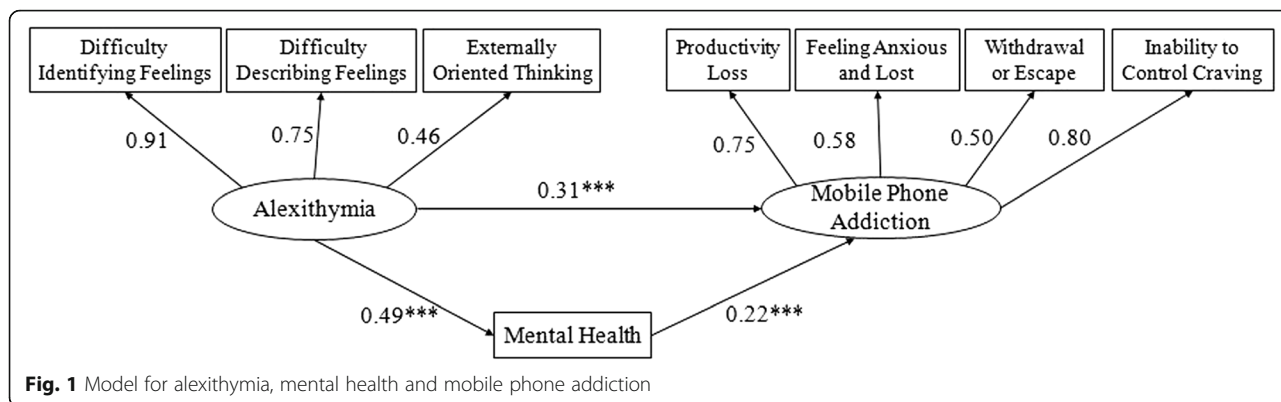 Difficulty
Identifying Feelings
Difficulty
Describing Feelings
Externally
Oriented Thinking
Productivity
Loss
Feeling Anxious
and Lost
Withdrawal
or Escape
Inability to
Control Craving
0.91
0.75
0.46
0.75
0.58
0.50
0.80
Alexithymia
0.31***
Mobile Phone
Addiction
0.49***
Mental Health
0.22***
Fig. 1 Model for alexithymia, mental health and mobile phone addiction